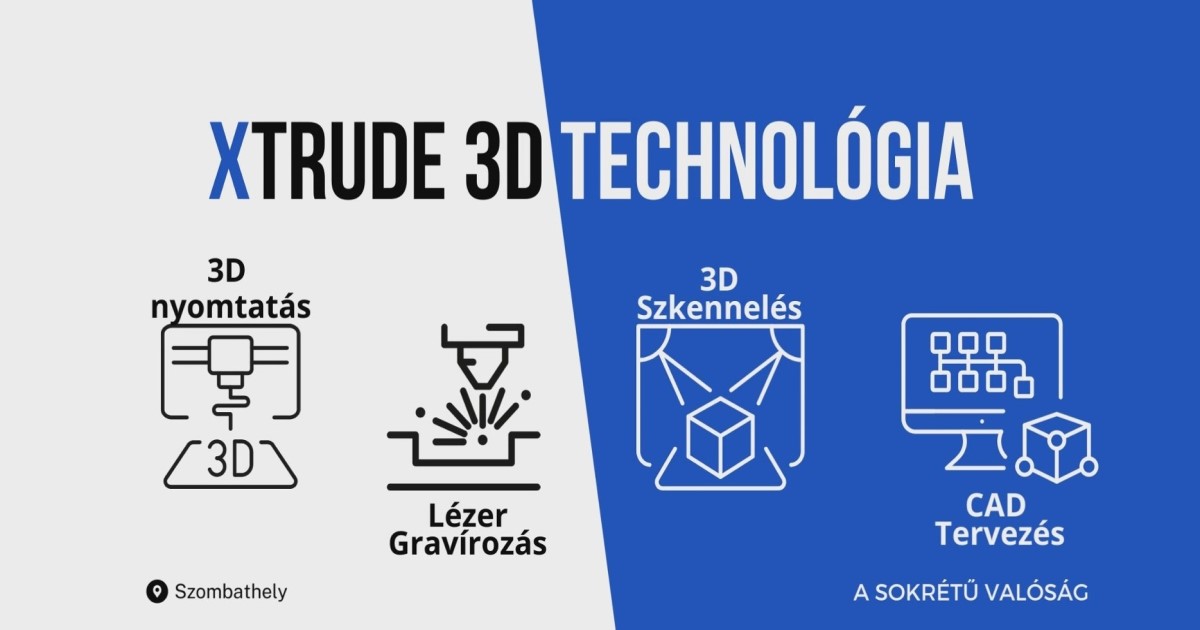 XTRUDE 3D TECHNOLÓGIA
3D
nyomtatás
3D
Lézer
Gravírozás
3D
Szkennelés
CAD
Tervezés
Szombathely
A SOKRÉTŰ VALÓSÁG